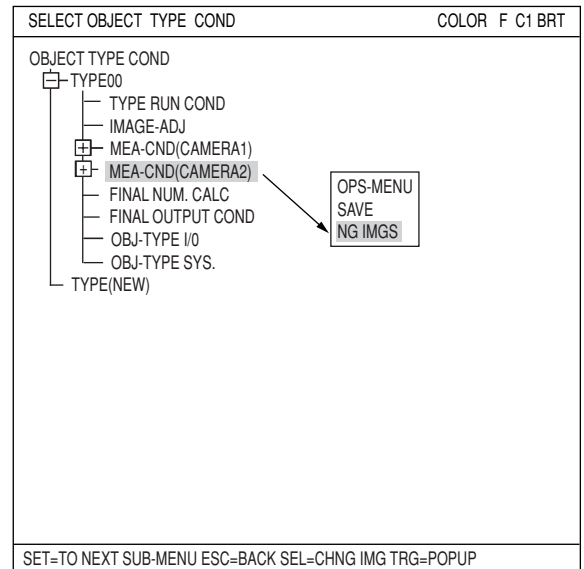 SELECT OBJECT TYPE COND COLOR F C1 BRT
OBJECT TYPE COND
TYPE00
TYPE RUN COND
IMAGE-ADJ
MEA-CND(CAMERA1)
MEA-CND(CAMERA2)
FINAL NUM. CALC
FINAL OUTPUT COND
OBJ-TYPE I/0
OBJ-TYPE SYS.
TYPE(NEW)
OPS-MENU
SAVE
NG IMGS
SET=TO NEXT SUB-MENU ESC=BACK SEL=CHNG IMG TRG=POPUP